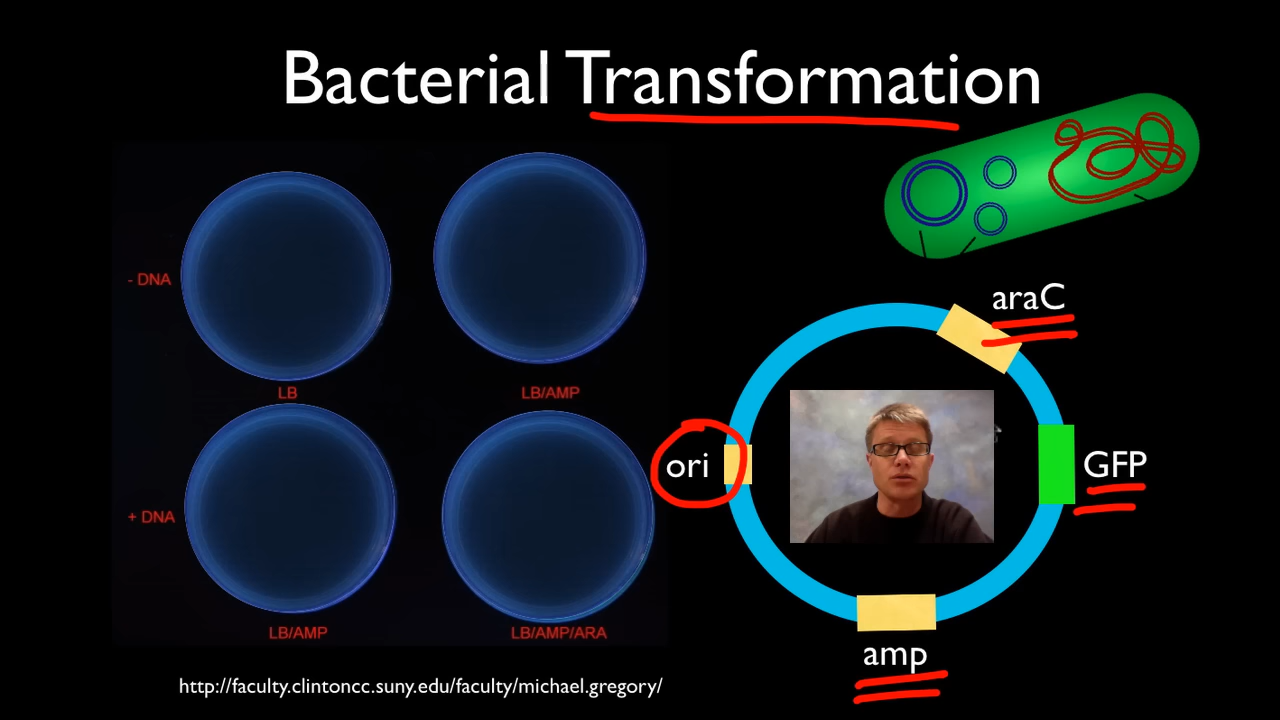 Bacterial Transformation
- DNA
LB
LB/AMP
+ DNA
LB/AMP
LB/AMP/ARA
araC
ori
GFP
amp
http://faculty.clintoncc.suny.edu/faculty/michael.gregory/